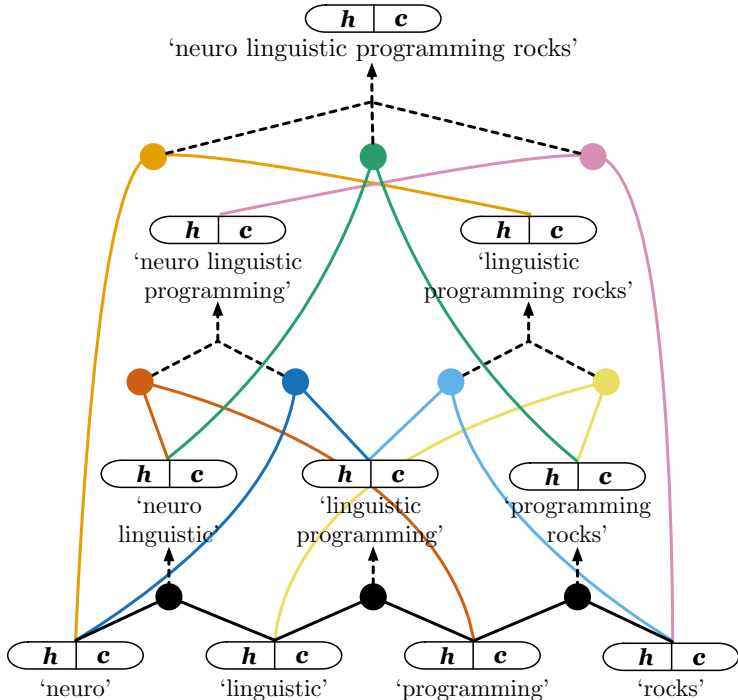 h c
‘neuro linguistic programming rocks’
h c
h c
‘neuro linguistic
programming’
‘linguistic
programming rocks’
h c
h c
h c
‘neuro
linguistic’
‘linguistic
programming’
‘programming
rocks’
h c
h c
h c
h c
‘neuro’
‘linguistic’
‘programming’
‘rocks’